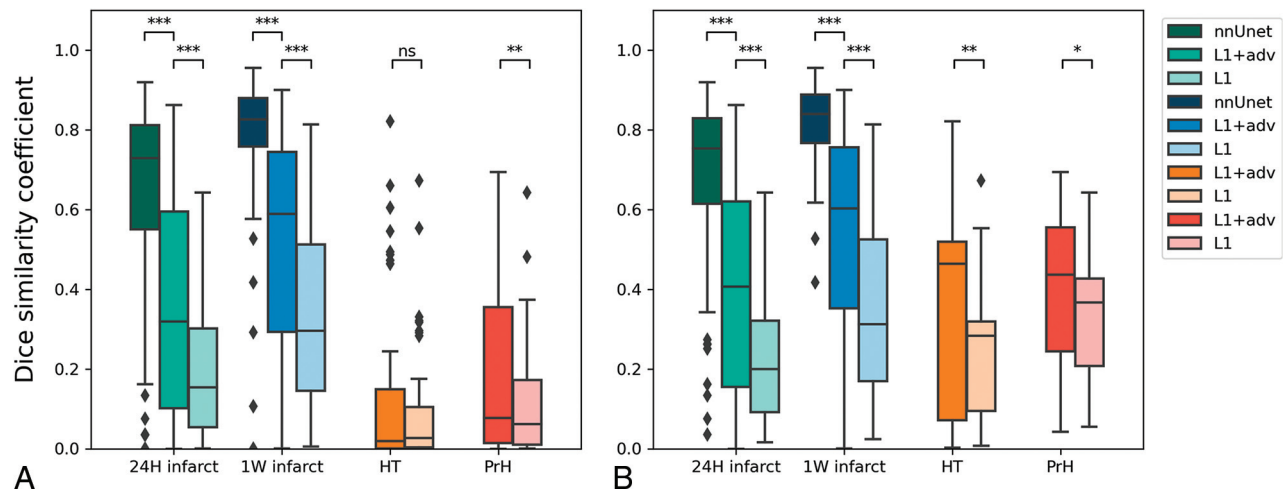 Dice similarity coefficient
1.0
0.8
0.6
0.4
0.2
0.0
***
***
***
***
ns
**
24H infarct
1W infarct
HT
PrH
A
1.0
0.8
0.6
0.4
0.2
0.0
***
***
***
***
**
*
24H infarct
1W infarct
HT
PrH
B
nnUnet
L1+adv
L1
nnUnet
L1+adv
L1
L1+adv
L1
L1+adv
L1